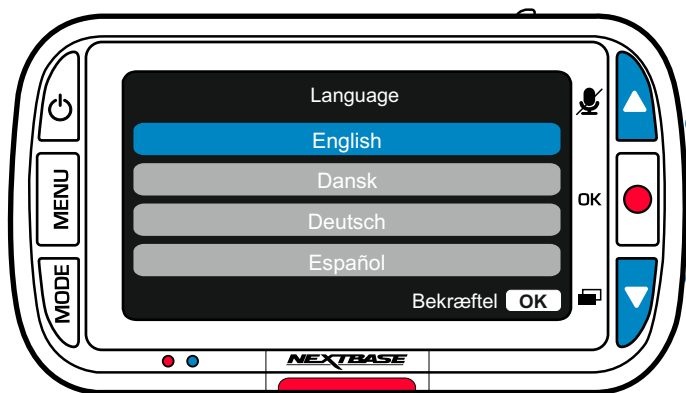 Language
English
Dansk
Deutsch
Español
Bekræftel OK
MENU
MODE
OK
NEXTBASE